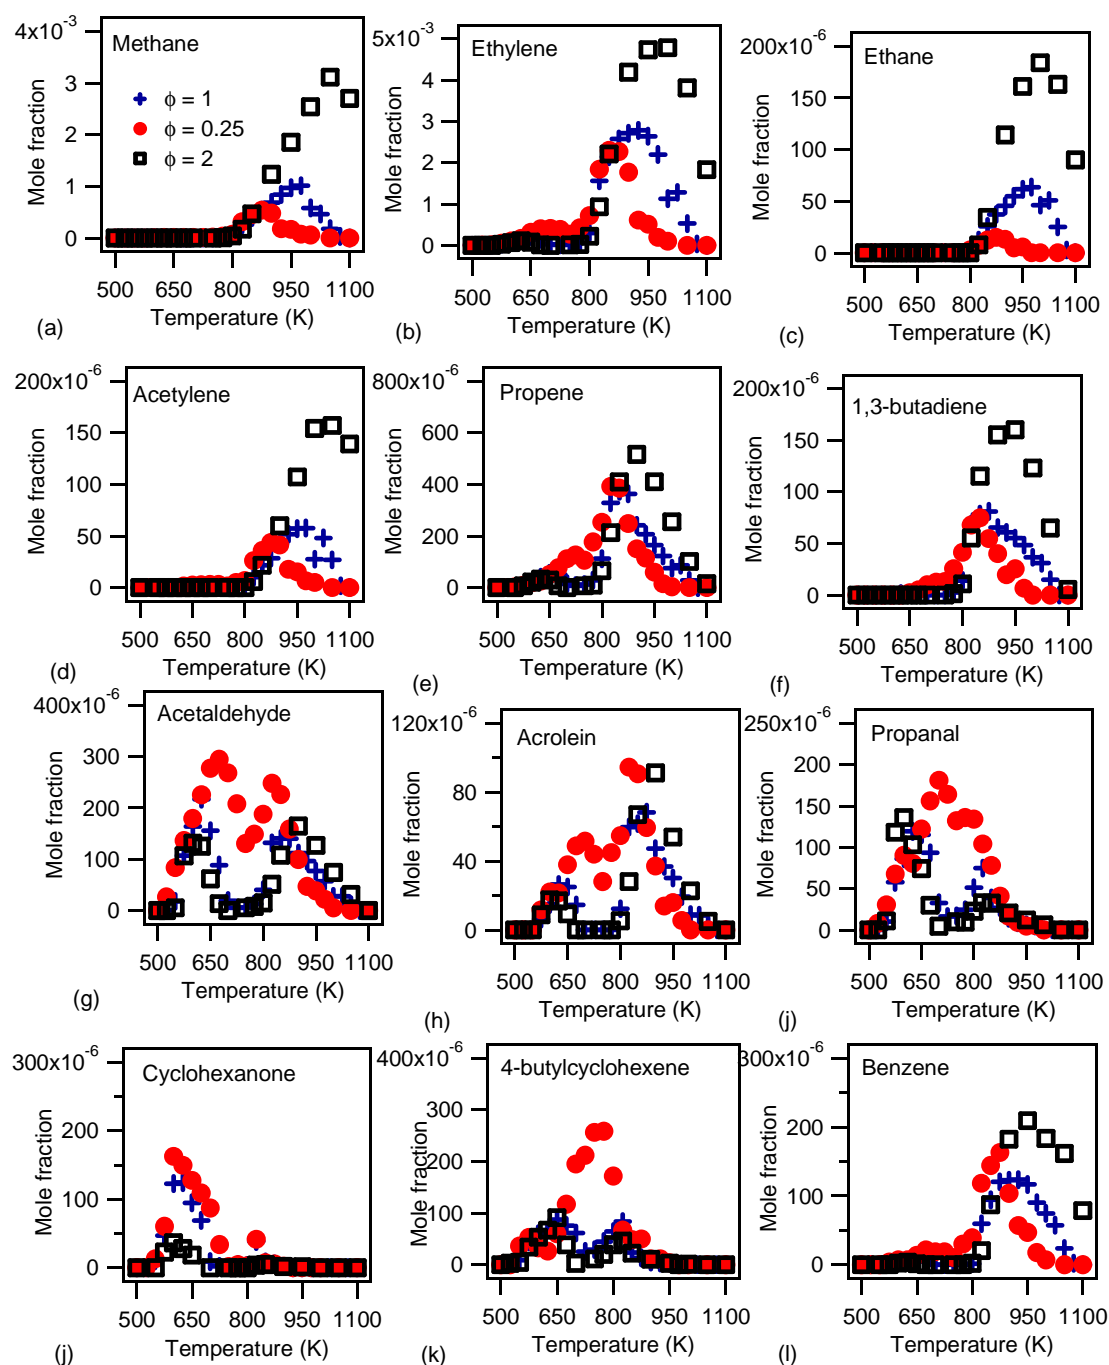 4x10⁻³
Methane
3
2
1
0
Mole fraction
ϕ = 1
ϕ = 0.25
ϕ = 2
500 650 800 950 1100
Temperature (K)
(a)
5x10⁻³
Ethylene
4
3
2
1
0
Mole fraction
500 650 800 950 1100
Temperature (K)
(b)
200x10⁻⁶
Ethane
150
100
50
0
Mole fraction
500 650 800 950 1100
Temperature (K)
(c)
200x10⁻⁶
Acetylene
150
100
50
0
Mole fraction
500 650 800 950 1100
Temperature (K)
(d)
800x10⁻⁶
Propene
600
400
200
0
Mole fraction
500 650 800 950 1100
Temperature (K)
(e)
200x10⁻⁶
1,3-butadiene
150
100
50
0
Mole fraction
500 650 800 950 1100
Temperature (K)
(f)
400x10⁻⁶
Acetaldehyde
300
200
100
0
Mole fraction
500 650 800 950 1100
Temperature (K)
(g)
120x10⁻⁶
Acrolein
80
40
0
Mole fraction
500 650 800 950 1100
Temperature (K)
(h)
250x10⁻⁶
Propanal
200
150
100
50
0
Mole fraction
500 650 800 950 1100
Temperature (K)
(j)
300x10⁻⁶
Cyclohexanone
200
100
0
Mole fraction
500 650 800 950 1100
Temperature (K)
(j)
400x10⁻⁶
4-butylcyclohexene
300
200
100
0
Mole fraction
500 650 800 950 1100
Temperature (K)
(k)
300x10⁻⁶
Benzene
200
100
0
Mole fraction
500 650 800 950 1100
Temperature (K)
(l)